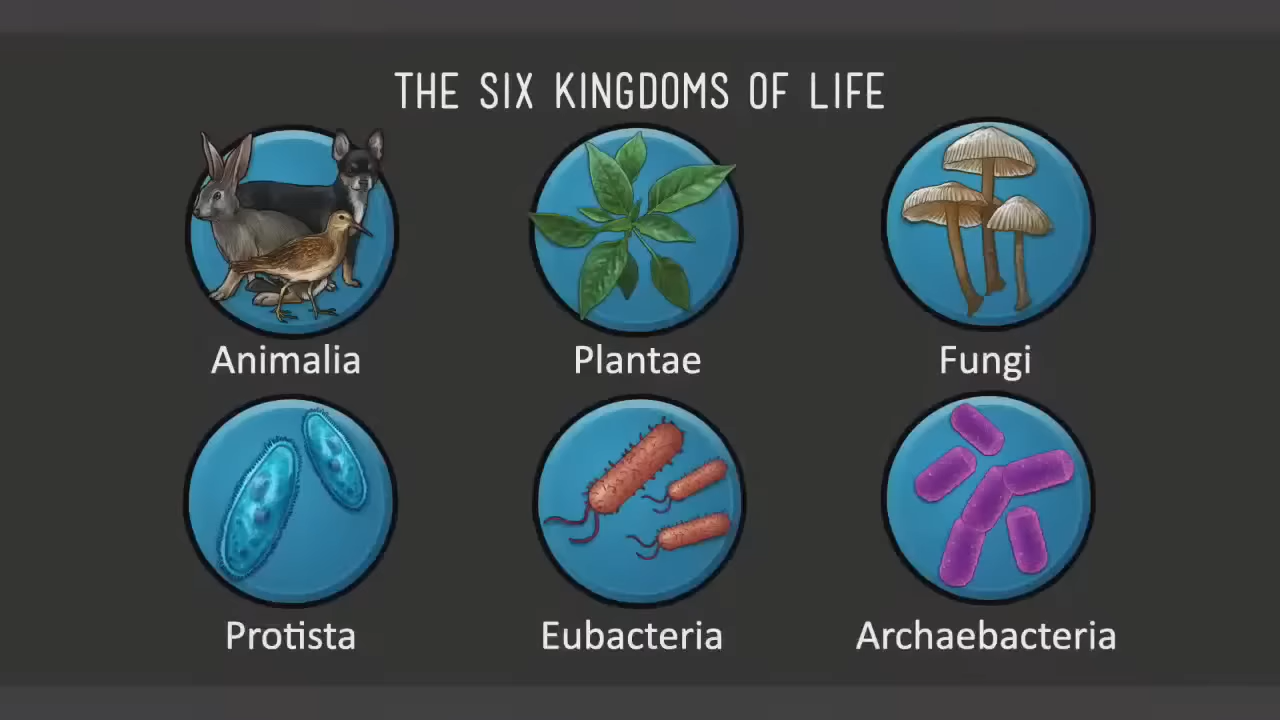 THE SIX KINGDOMS OF LIFE
Animalia
Plantae
Fungi
Protista
Eubacteria
Archaebacteria